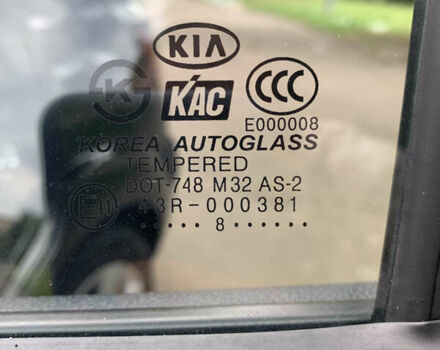 KIA
KAC
CCC
E000008
KOREA AUTOGLASS
TEMPERED
DOT-748 M32 AS-2
E11 43R-000381
..... 8 ......